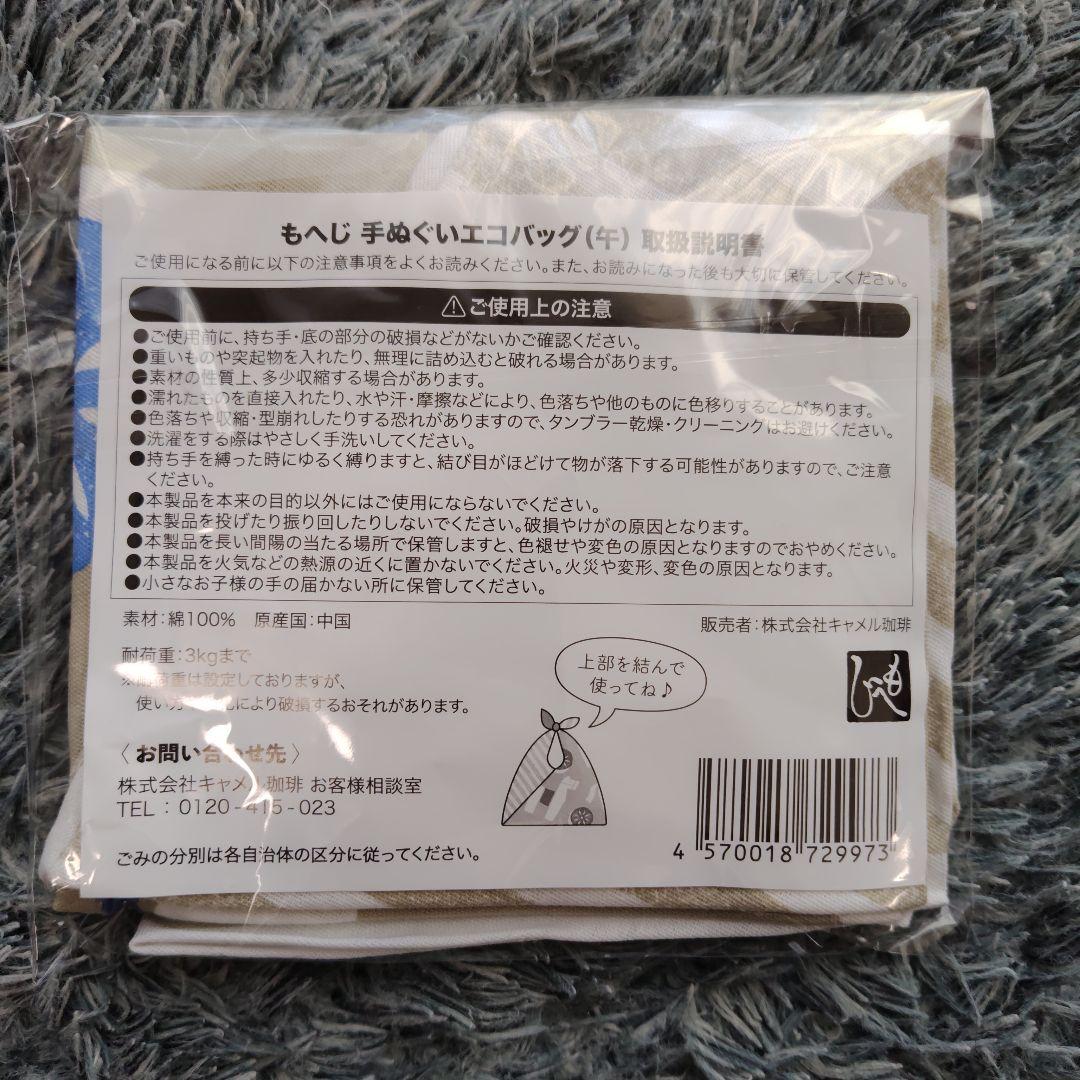 もへじ 手ぬぐいエコバッグ(午) 取扱説明書
ご使用になる前に以下の注意事項をよくお読みください。また、お読みになった後も大切に保管してください。
⚠ご使用上の注意
●ご使用前に、持ち手・底の部分の破損などがないかご確認ください。
●重いものや突起物を入れたり、無理に詰め込むと破れる場合があります。
●素材の性質上、多少収縮する場合があります。
●濡れたものを直接入れたり、水や汗・摩擦などにより、色落ちや他のものに色移りすることがあります。
●色落ちや収縮・型崩れしたりする恐れがありますので、タンブラー乾燥・クリーニングはお避けください。
●洗濯をする際はやさしく手洗いしてください。
●持ち手を縛った時にゆるく縛りますと、結び目がほどけて物が落下する可能性がありますので、ご注意
ください。
●本製品を本来の目的以外にはご使用にならないでください。
●本製品を投げたり振り回したりしないでください。破損やけがの原因となります。
●本製品を長い間陽の当たる場所で保管しますと、色褪せや変色の原因となりますのでおやめください。
●本製品を火気などの熱源の近くに置かないでください。火災や変形、変色の原因となります。
●小さなお子様の手の届かない所に保管してください。
素材:綿100% 原産国:中国
販売者:株式会社キャメル珈琲
耐荷重:3kgまで
※耐荷重は設定しておりますが、
使い方 により破損するおそれがあります。
上部を結んで
使ってね♪
もへじ
〈お問い合わせ先〉
株式会社キャメル珈琲 お客様相談室
TEL : 0120-415-023
ごみの分別は各自治体の区分に従ってください。
4 570018 729973